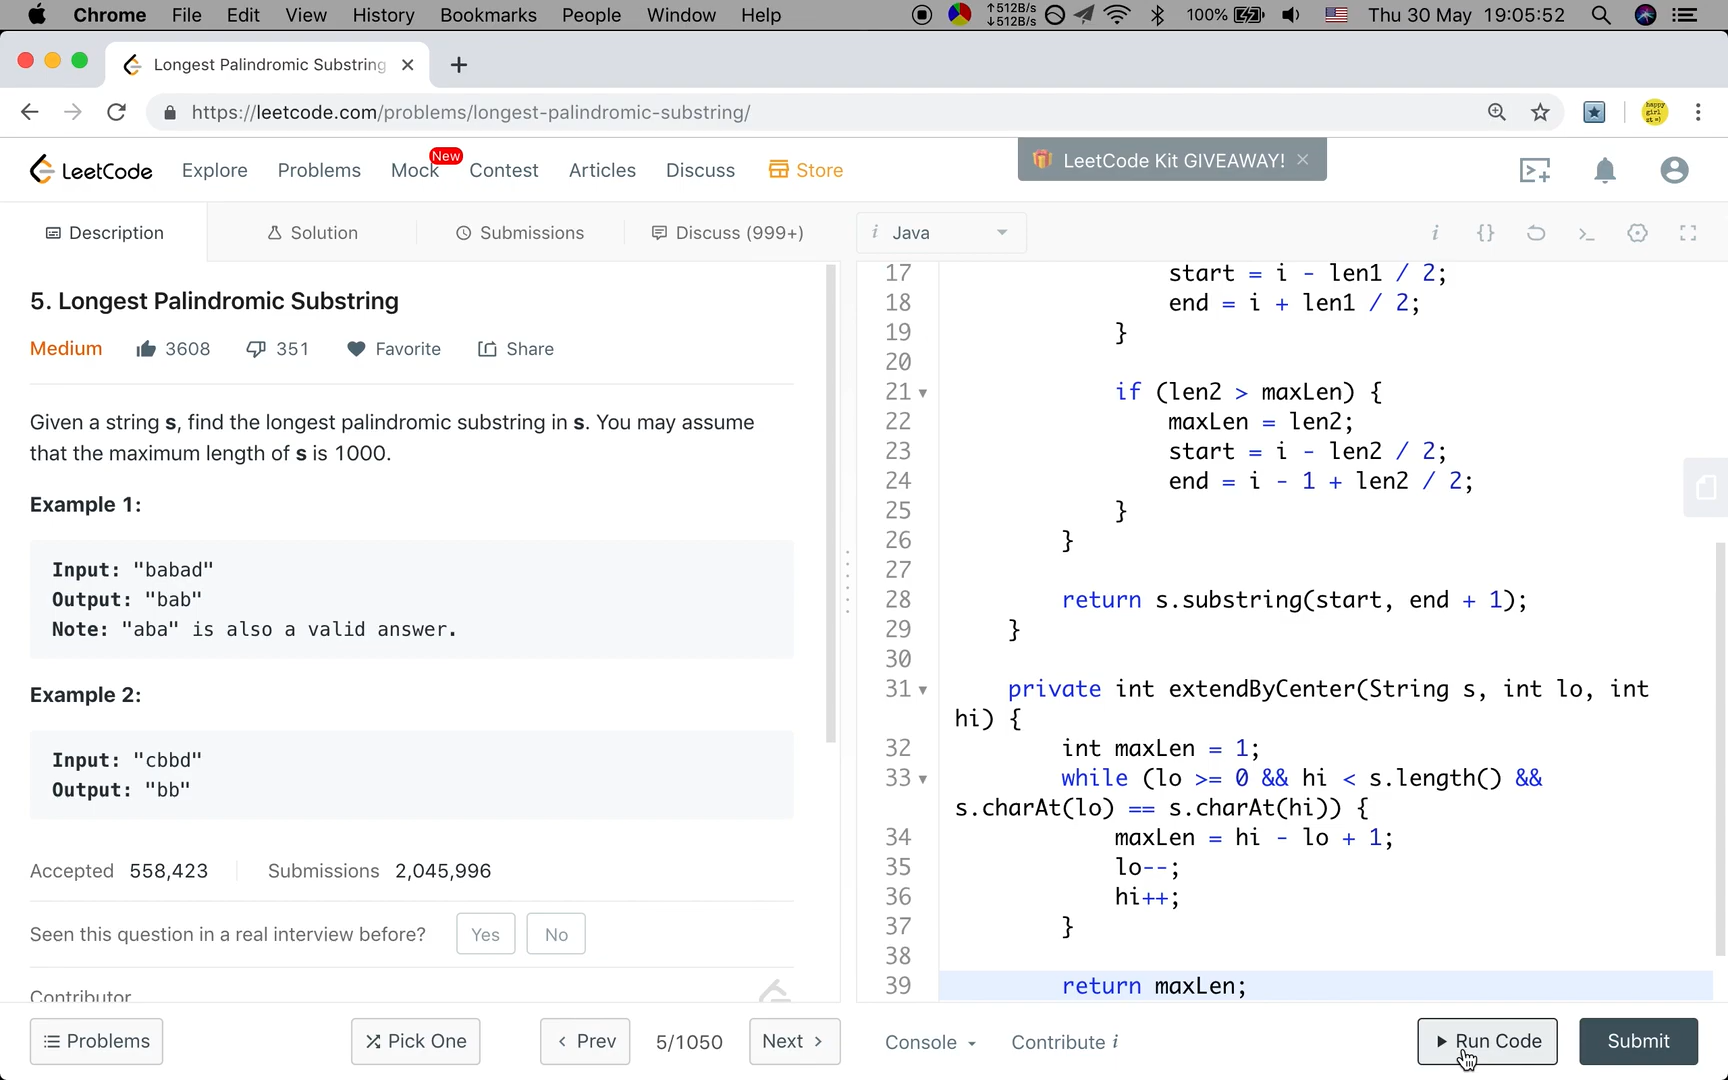 Chrome File Edit View History Bookmarks People Window Help ↑512B/s ↓512B/s 100% Thu 30 May 19:05:52
Longest Palindromic Substring
https://leetcode.com/problems/longest-palindromic-substring/
happy girl
LeetCode Explore Problems Mock New Contest Articles Discuss Store LeetCode Kit GIVEAWAY!
Description Solution Submissions Discuss (999+)
i Java
5. Longest Palindromic Substring
Medium 3608 351 Favorite Share
Given a string s, find the longest palindromic substring in s. You may assume
that the maximum length of s is 1000.
Example 1:
Input: "babad"
Output: "bab"
Note: "aba" is also a valid answer.
Example 2:
Input: "cbbd"
Output: "bb"
Accepted 558,423 Submissions 2,045,996
Seen this question in a real interview before? Yes No
Contributor
17 start = i - len1 / 2;
18 end = i + len1 / 2;
19 }
20
21 if (len2 > maxLen) {
22 maxLen = len2;
23 start = i - len2 / 2;
24 end = i - 1 + len2 / 2;
25 }
26 }
27
28 return s.substring(start, end + 1);
29 }
30
31 private int extendByCenter(String s, int lo, int
hi) {
32 int maxLen = 1;
33 while (lo >= 0 && hi < s.length() &&
s.charAt(lo) == s.charAt(hi)) {
34 maxLen = hi - lo + 1;
35 lo--;
36 hi++;
37 }
38
39 return maxLen;
Problems Pick One Prev 5/1050 Next Console Contribute i Run Code Submit